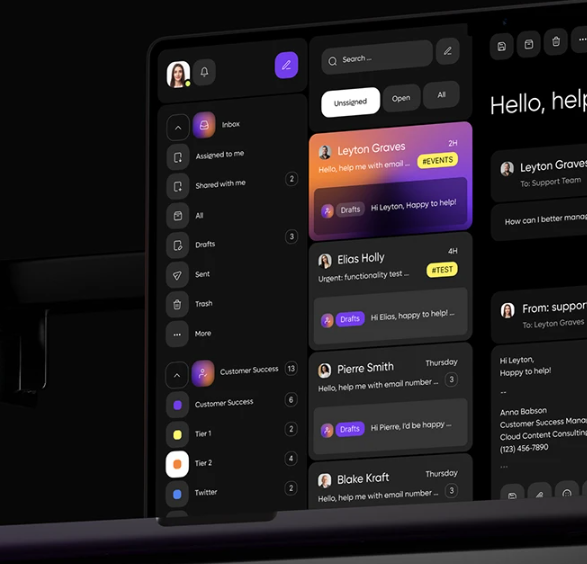 Search ...
Unssigned
Open
All
Inbox
Assigned to me
Shared with me
2
All
Drafts
3
Sent
Trash
More
Customer Success
13
Customer Success
6
Tier 1
2
Tier 2
4
Twitter
2
Leyton Graves
2H
Hello, help me with email ...
#EVENTS
Drafts
Hi Leyton, Happy to help!
Elias Holly
4H
Urgent: functionality test ...
#TEST
Drafts
Hi Elias, happy to help! ...
Pierre Smith
Thursday
Hello, help me with email number ...
3
Drafts
Hi Pierre, I'd be happy ...
Blake Kraft
Thursday
Hello, help me with email number ...
3
Hello, help
Leyton Graves
To: Support Team
How can I better manag
From: support
To: Leyton Graves
Hi Leyton,
Happy to help!
--
Anna Babson
Customer Success Mana
Cloud Content Consulting
(123) 456-7890
...